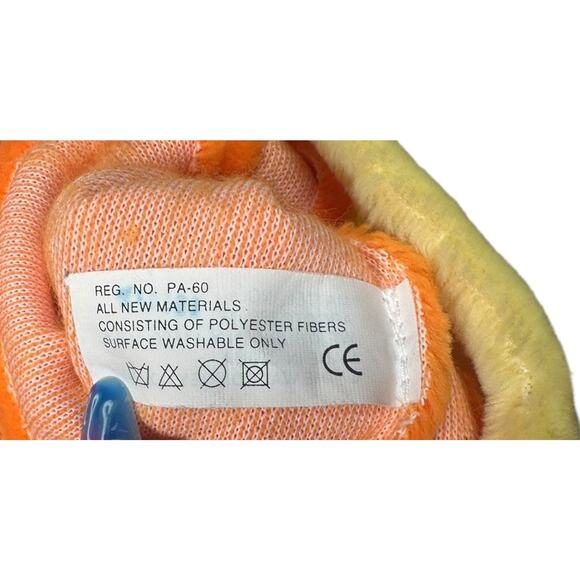 REG. NO. PA-60
ALL NEW MATERIALS
CONSISTING OF POLYESTER FIBERS
SURFACE WASHABLE ONLY
CE